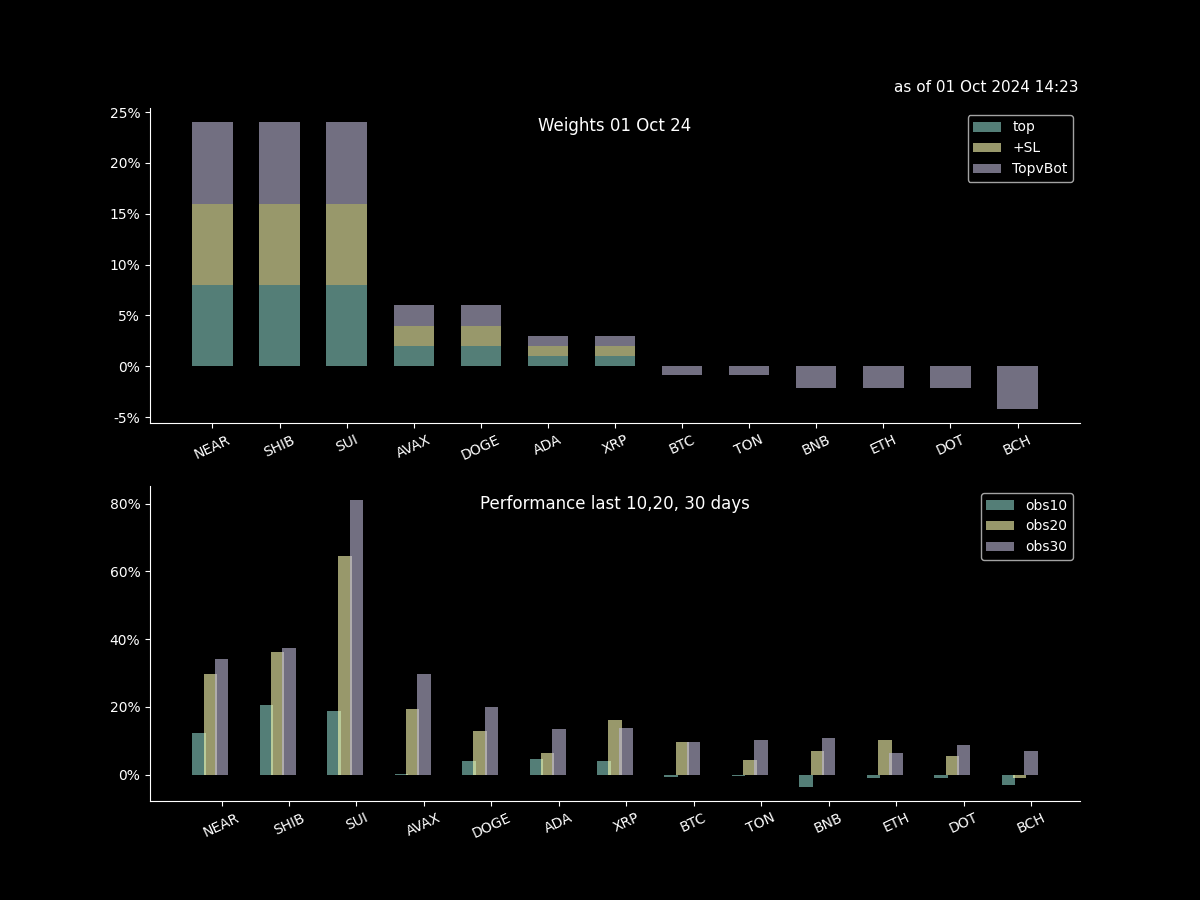 as of 01 Oct 2024 14:23
Weights 01 Oct 24
top
+SL
TopvBot
25%
20%
15%
10%
5%
0%
-5%
NEAR SHIB SUI AVAX DOGE ADA XRP BTC TON BNB ETH DOT BCH
Performance last 10,20, 30 days
obs10
obs20
obs30
80%
60%
40%
20%
0%
NEAR SHIB SUI AVAX DOGE ADA XRP BTC TON BNB ETH DOT BCH